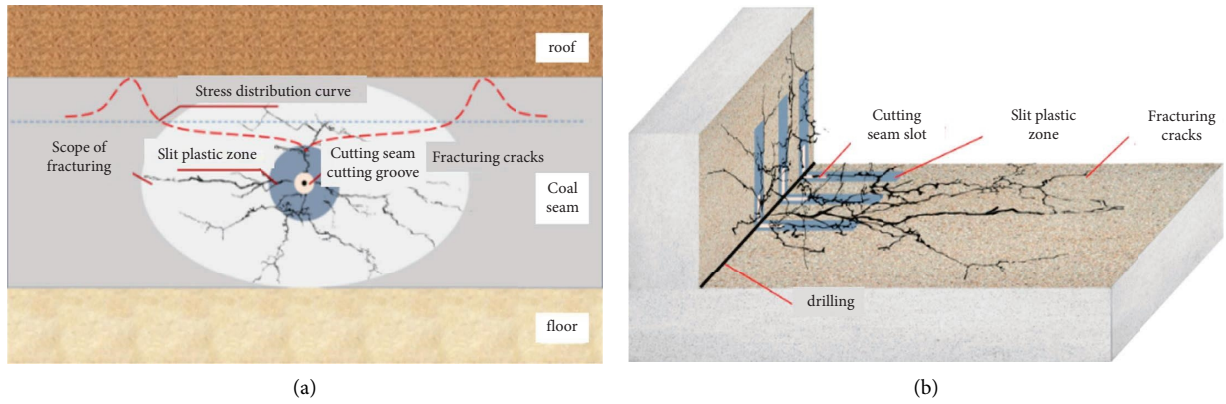 roof
Stress distribution curve
Scope of
fracturing
Slit plastic zone
Cutting seam
cutting groove
Fracturing cracks
Coal
seam
floor
(a)
Cutting
seam slot
Slit plastic
zone
Fracturing
cracks
drilling
(b)